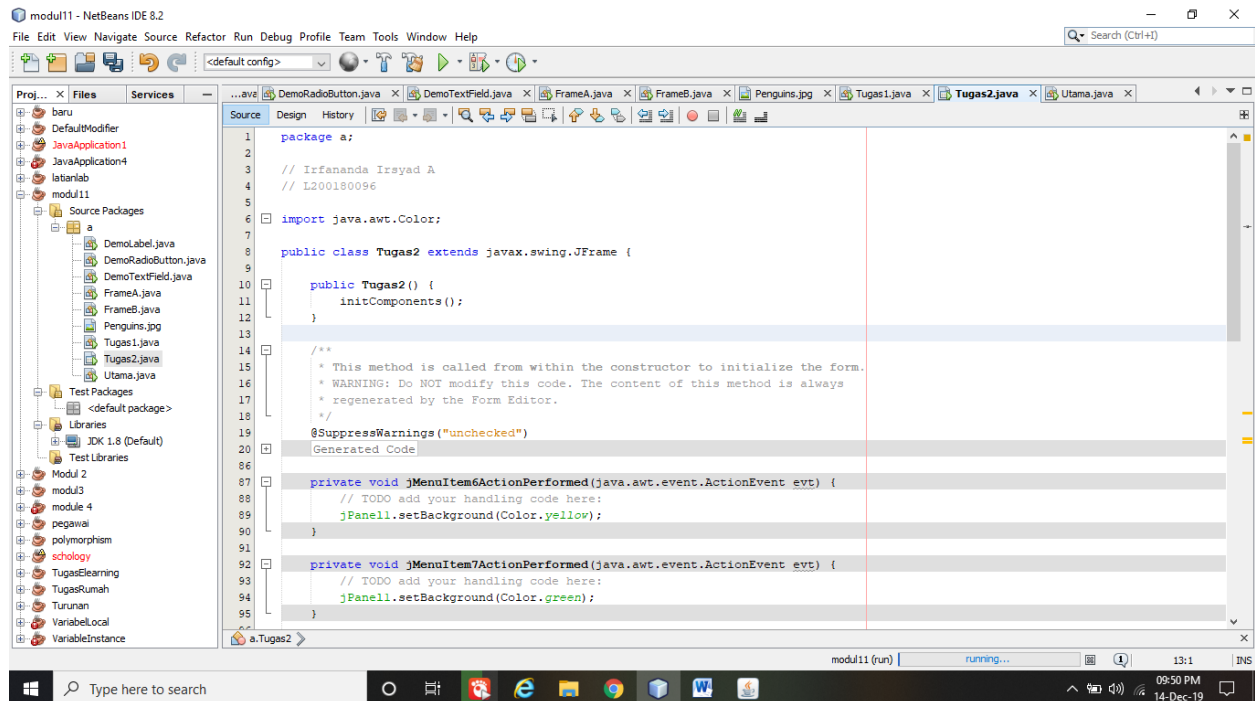 modul11 - NetBeans IDE 8.2
File Edit View Navigate Source Refactor Run Debug Profile Team Tools Window Help
Search (Ctrl+I)
<default config>
Proj... Files Services
...ava DemoRadioButton.java DemoTextField.java FrameA.java FrameB.java Penguins.jpg Tugas1.java Tugas2.java Utama.java
Source Design History
baru
DefaultModifier
JavaApplication1
JavaApplication4
latianlab
modul11
Source Packages
a
DemoLabel.java
DemoRadioButton.java
DemoTextField.java
FrameA.java
FrameB.java
Penguins.jpg
Tugas1.java
Tugas2.java
Utama.java
Test Packages
<default package>
Libraries
JDK 1.8 (Default)
Test Libraries
Modul 2
modul3
module 4
pegawai
polymorphism
schology
TugasElearning
TugasRumah
Turunan
VariabelLocal
VariableInstance
1 package a;
2
3 // Irfananda Irsyad A
4 // L200180096
5
6 import java.awt.Color;
7
8 public class Tugas2 extends javax.swing.JFrame {
9
10 public Tugas2() {
11 initComponents();
12 }
13
14 /**
15 * This method is called from within the constructor to initialize the form.
16 * WARNING: Do NOT modify this code. The content of this method is always
17 * regenerated by the Form Editor.
18 */
19 @SuppressWarnings("unchecked")
20 Generated Code
86
87 private void jMenuItem6ActionPerformed(java.awt.event.ActionEvent evt) {
88 // TODO add your handling code here:
89 jPanel1.setBackground(Color.yellow);
90 }
91
92 private void jMenuItem7ActionPerformed(java.awt.event.ActionEvent evt) {
93 // TODO add your handling code here:
94 jPanel1.setBackground(Color.green);
95 }
a.Tugas2
modul11 (run) running... 1 13:1 INS
Type here to search
09:50 PM
14-Dec-19